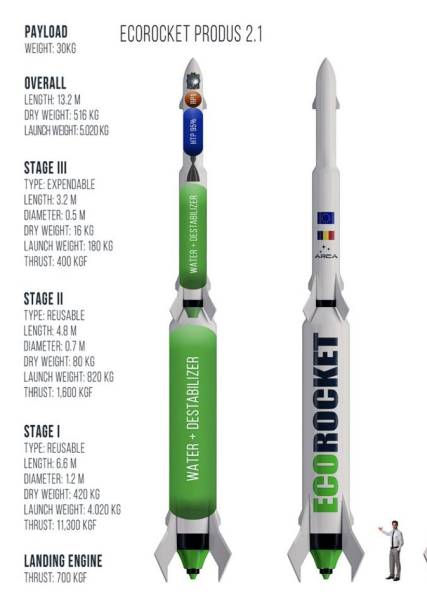 ECOROCKET PRODUS 2.1
PAYLOAD
WEIGHT: 30KG
OVERALL
LENGTH: 13.2 M
DRY WEIGHT: 516 KG
LAUNCH WEIGHT: 5.020 KG
STAGE III
TYPE: EXPENDABLE
LENGTH: 3.2 M
DIAMETER: 0.5 M
DRY WEIGHT: 16 KG
LAUNCH WEIGHT: 180 KG
THRUST: 400 KGF
STAGE II
TYPE: REUSABLE
LENGTH: 4.8 M
DIAMETER: 0.7 M
DRY WEIGHT: 80 KG
LAUNCH WEIGHT: 820 KG
THRUST: 1,600 KGF
STAGE I
TYPE: REUSABLE
LENGTH: 6.6 M
DIAMETER: 1.2 M
DRY WEIGHT: 420 KG
LAUNCH WEIGHT: 4.020 KG
THRUST: 11,300 KGF
LANDING ENGINE
THRUST: 700 KGF
HTP 95%
WATER + DESTABILIZER
WATER + DESTABILIZER
ARCA
ECOROCKET